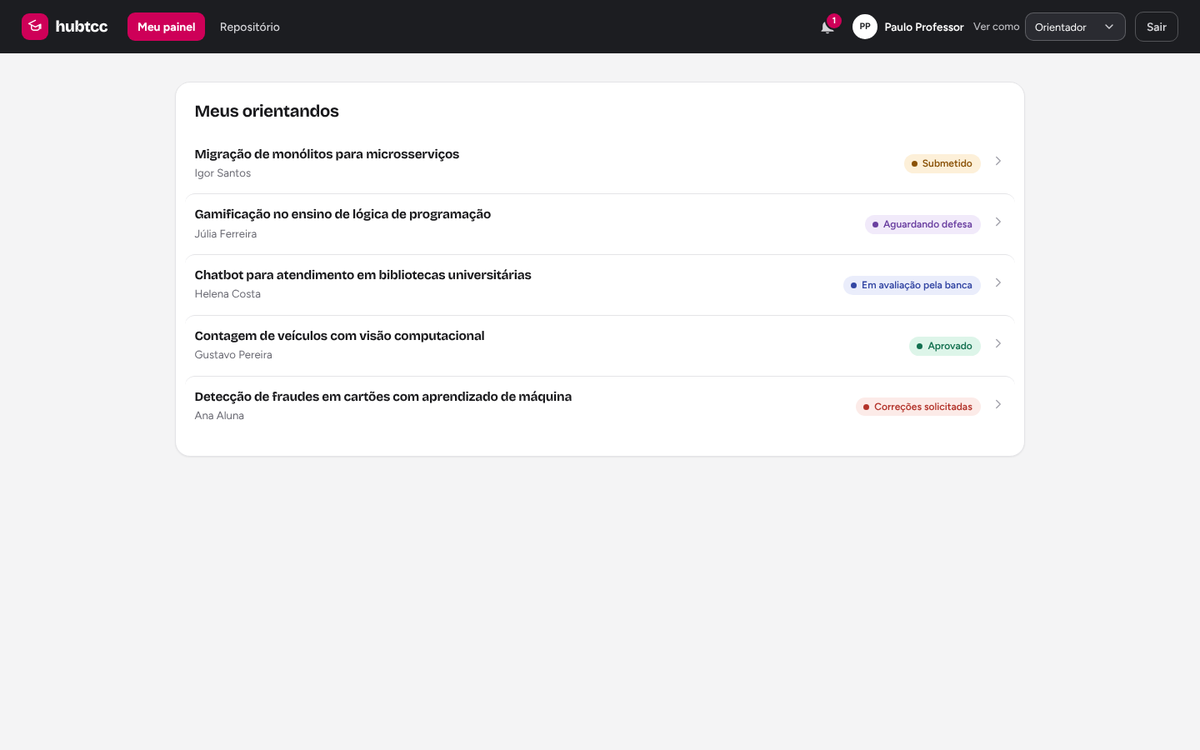 hubtcc
Meu painel
Repositório
1
PP
Paulo Professor
Ver como
Orientador
Sair
Meus orientandos
Migração de monólitos para microsserviços
Igor Santos
Submetido
Gamificação no ensino de lógica de programação
Júlia Ferreira
Aguardando defesa
Chatbot para atendimento em bibliotecas universitárias
Helena Costa
Em avaliação pela banca
Contagem de veículos com visão computacional
Gustavo Pereira
Aprovado
Detecção de fraudes em cartões com aprendizado de máquina
Ana Aluna
Correções solicitadas